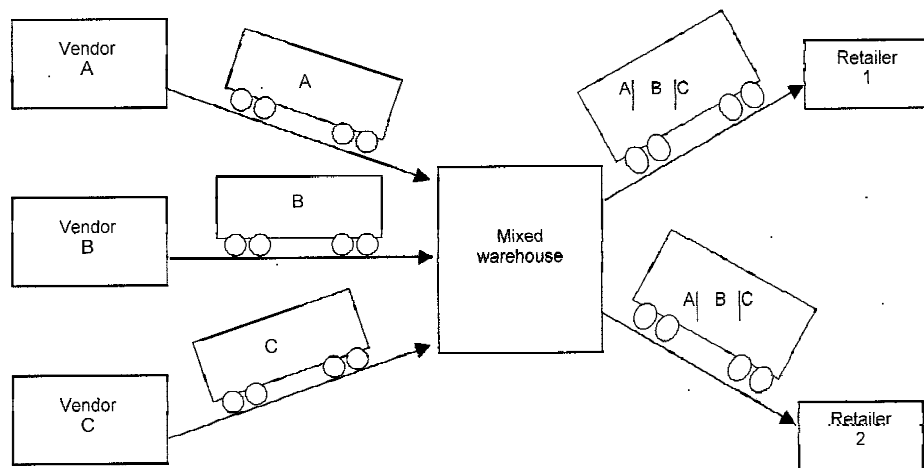 Vendor
A
A
A B C
Retailer
1
Vendor
B
B
Mixed
warehouse
A B C
Vendor
C
C
Retailer
2